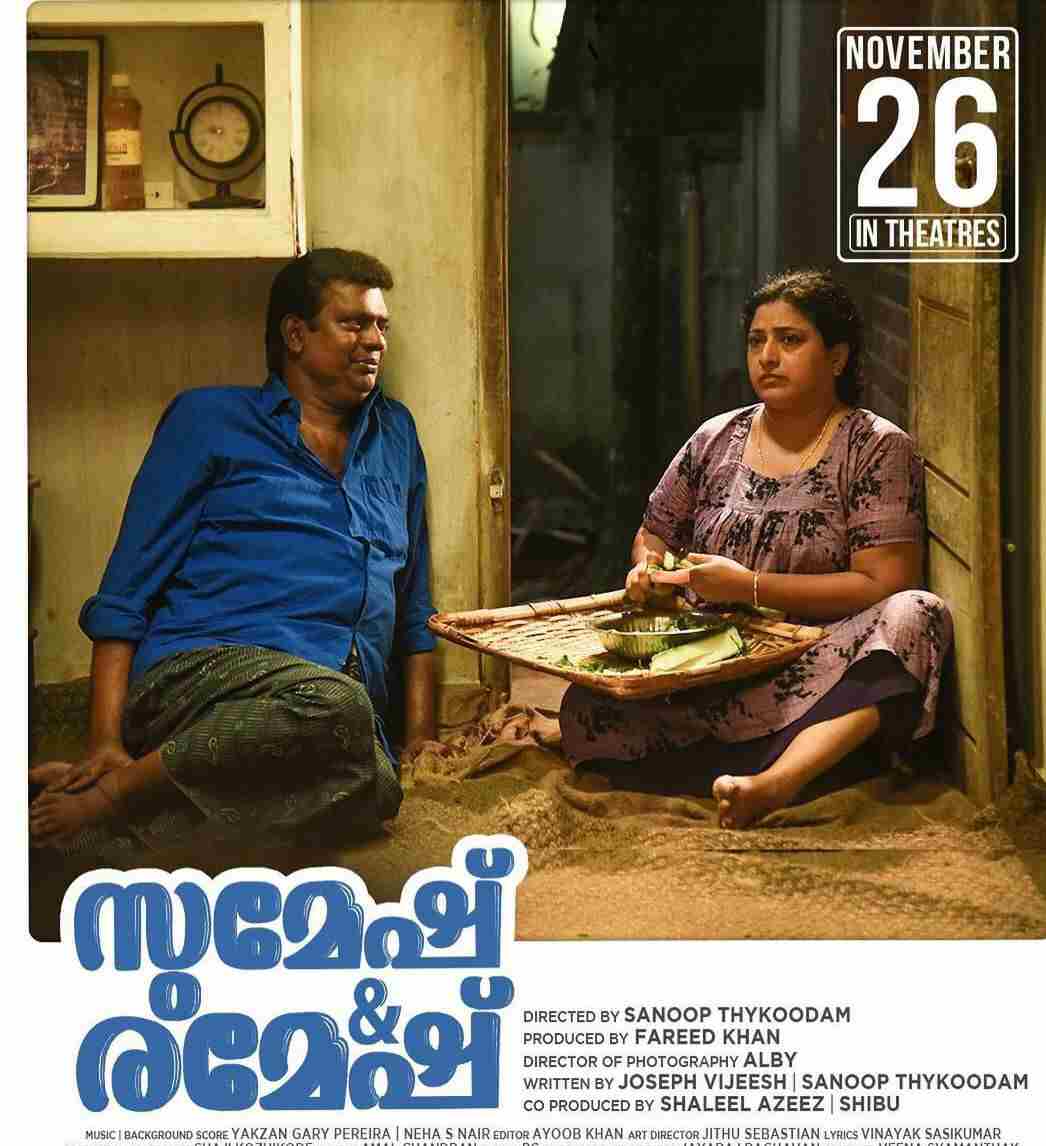 NOVEMBER
26
IN THEATRES
സുമേഷ്
&
രമേഷ്
DIRECTED BY SANOOP THYKOODAM
PRODUCED BY FAREED KHAN
DIRECTOR OF PHOTOGRAPHY ALBY
WRITTEN BY JOSEPH VIJEESH | SANOOP THYKOODAM
CO PRODUCED BY SHALEEL AZEEZ | SHIBU
MUSIC | BACKGROUND SCORE YAKZAN GARY PEREIRA | NEHA S NAIR EDITOR AYOOB KHAN ART DIRECTOR JITHU SEBASTIAN LYRICS VINAYAK SASIKUMAR